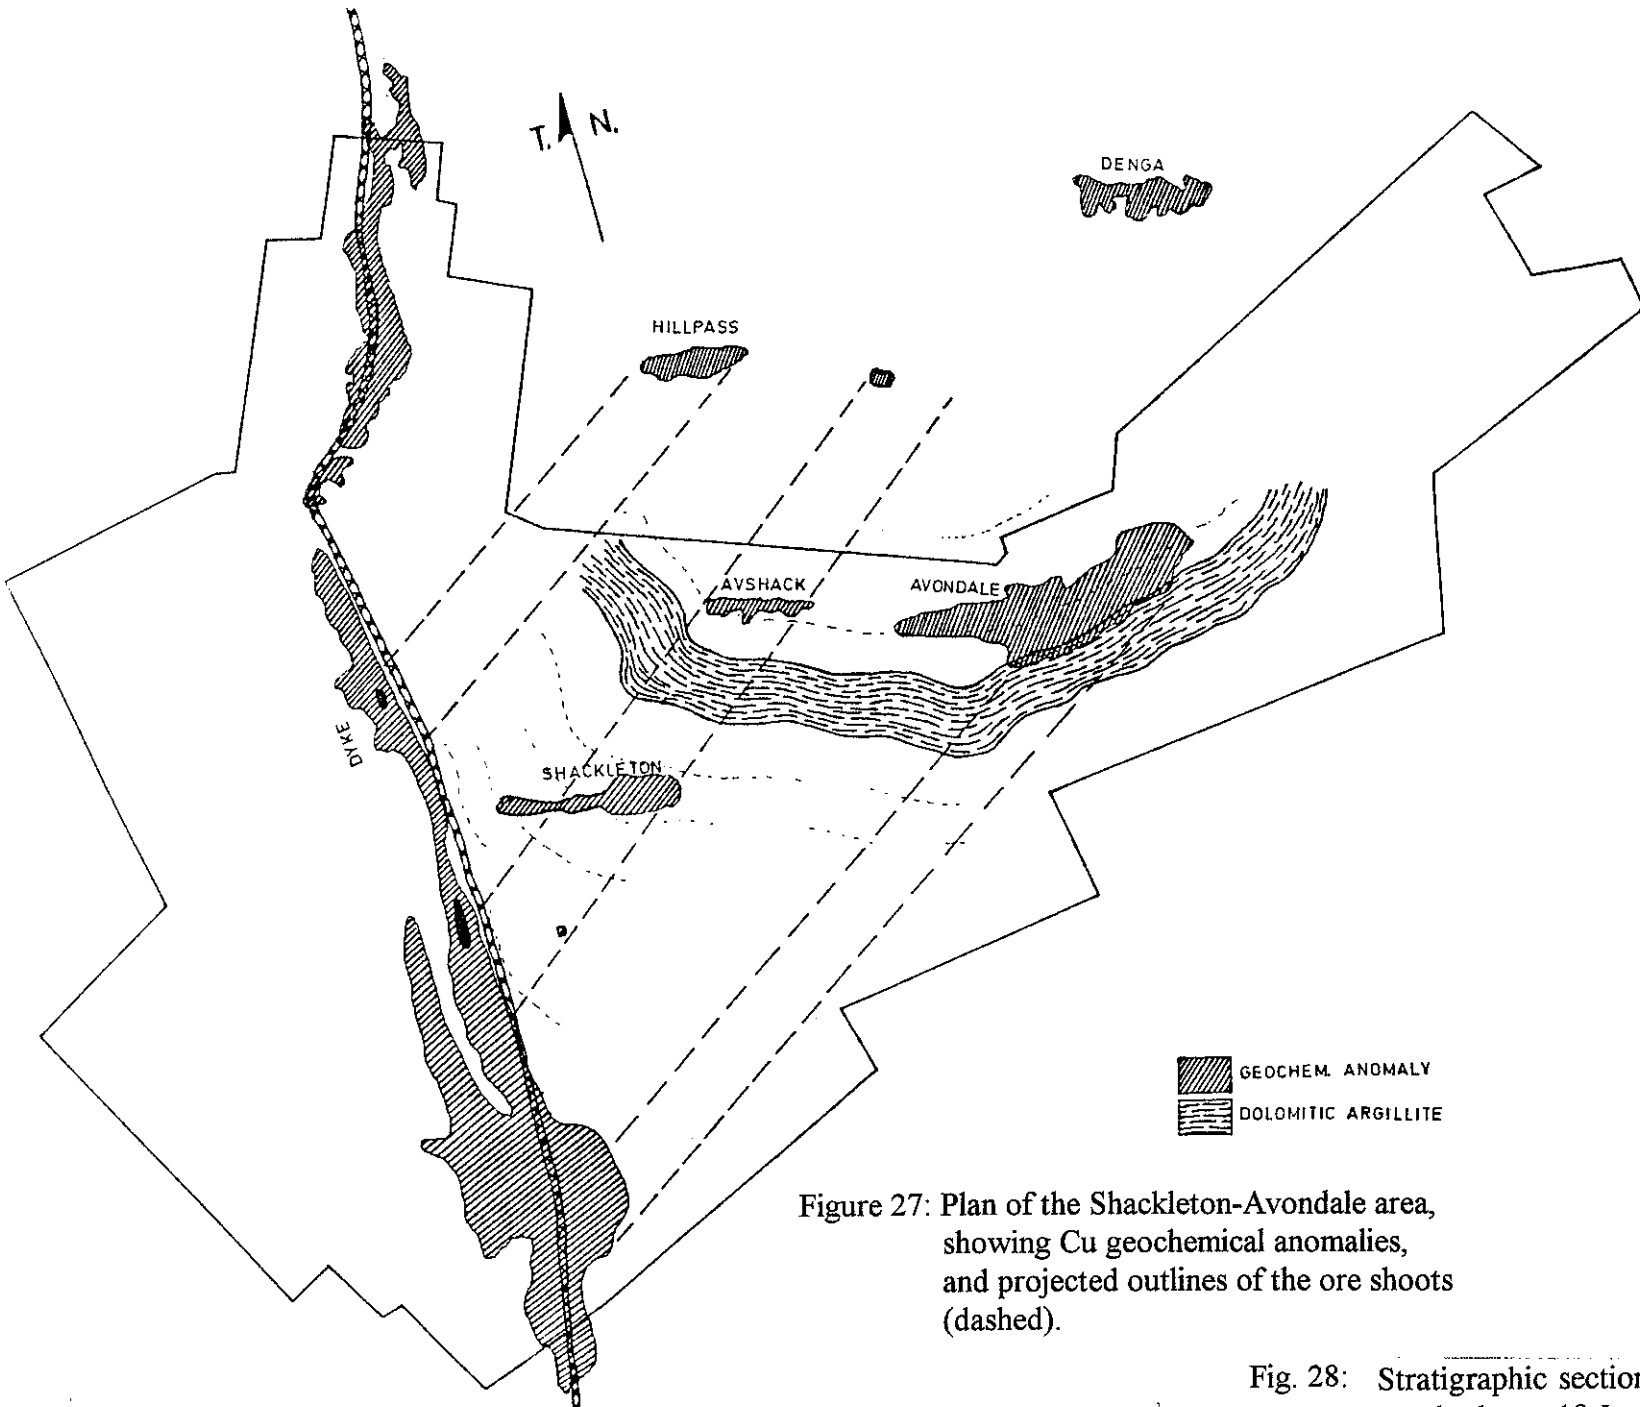 T. N.
DENGA
HILLPASS
AVSHACK
AVONDALE
DYKE
SHACKLETON
GEOCHEM. ANOMALY
DOLOMITIC ARGILLITE
Figure 27: Plan of the Shackleton-Avondale area,
showing Cu geochemical anomalies,
and projected outlines of the ore shoots
(dashed).
Fig. 28: Stratigraphic section